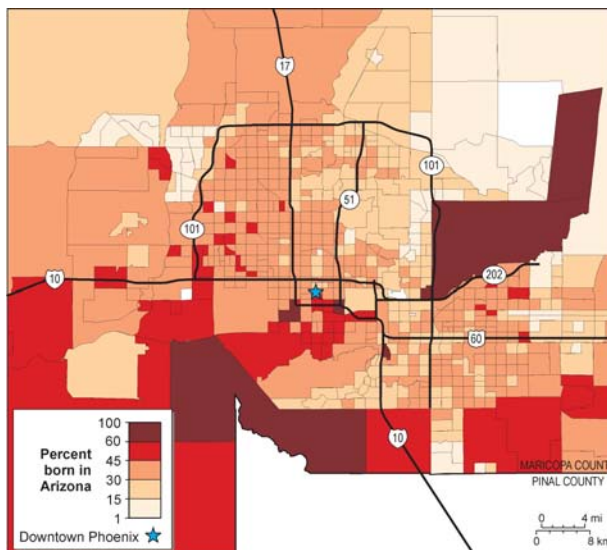 17
101
51
101
10
202
60
10
100
60
45
30
15
1
Percent
born in
Arizona
Downtown Phoenix
MARICOPA COUNT
PINAL COUNTY
0 4 mi
0 8 km